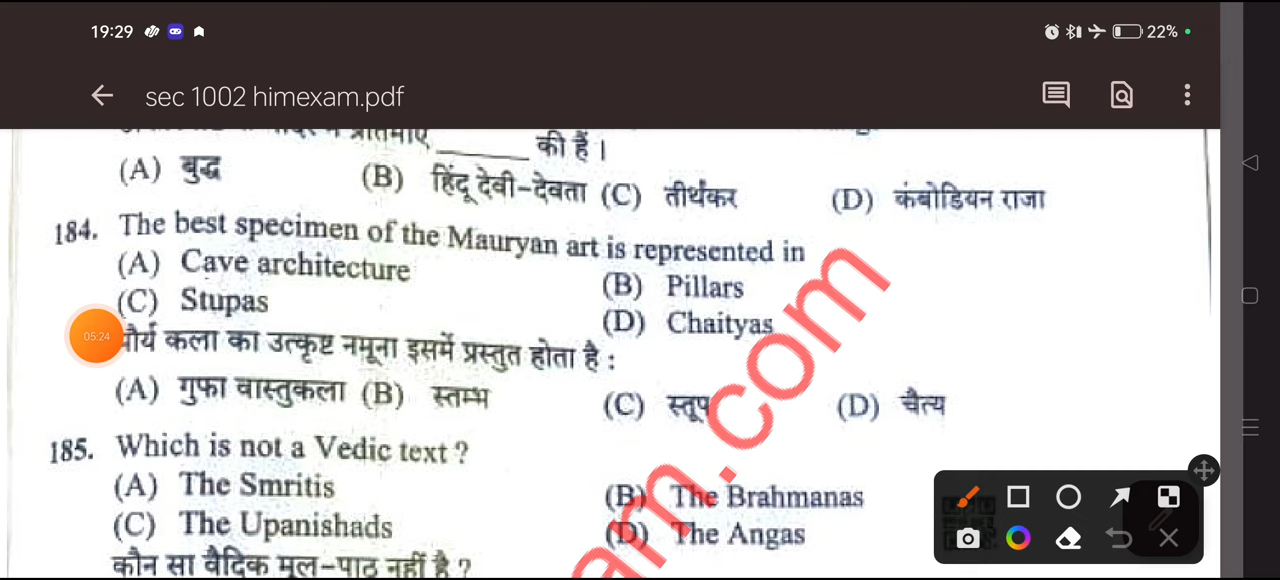 19:29
22%
sec 1002 himexam.pdf
की हैं।
(A) बुद्ध (B) हिंदू देवी-देवता (C) तीर्थंकर (D) कंबोडियन राजा
184. The best specimen of the Mauryan art is represented in
(A) Cave architecture (B) Pillars
(C) Stupas (D) Chaityas
05:24
मौर्य कला का उत्कृष्ट नमूना इसमें प्रस्तुत होता है :
(A) गुफा वास्तुकला (B) स्तम्भ (C) स्तूप (D) चैत्य
185. Which is not a Vedic text ?
(A) The Smritis (B) The Brahmanas
(C) The Upanishads (D) The Angas
कौन सा वैदिक मूल-पाठ नहीं है ?
am.com